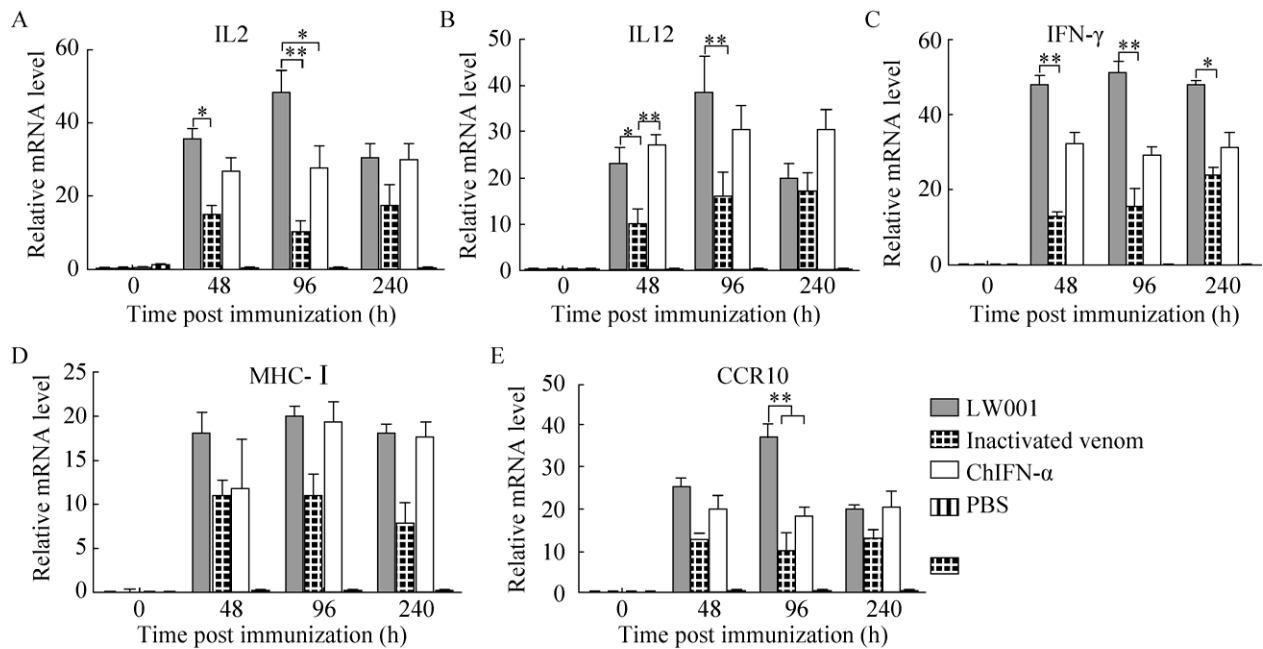 A
IL2
Relative mRNA level
60
40
20
0
*
*
**
0 48 96 240
Time post immunization (h)
B
IL12
Relative mRNA level
50
40
30
20
10
0
*
**
**
0 48 96 240
Time post immunization (h)
C
IFN-γ
Relative mRNA level
60
40
20
0
**
**
*
0 48 96 240
Time post immunization (h)
D
MHC-Ⅰ
Relative mRNA level
25
20
15
10
5
0
0 48 96 240
Time post immunization (h)
E
CCR10
Relative mRNA level
50
40
30
20
10
0
**
0 48 96 240
Time post immunization (h)
LW001
Inactivated venom
ChIFN-α
PBS